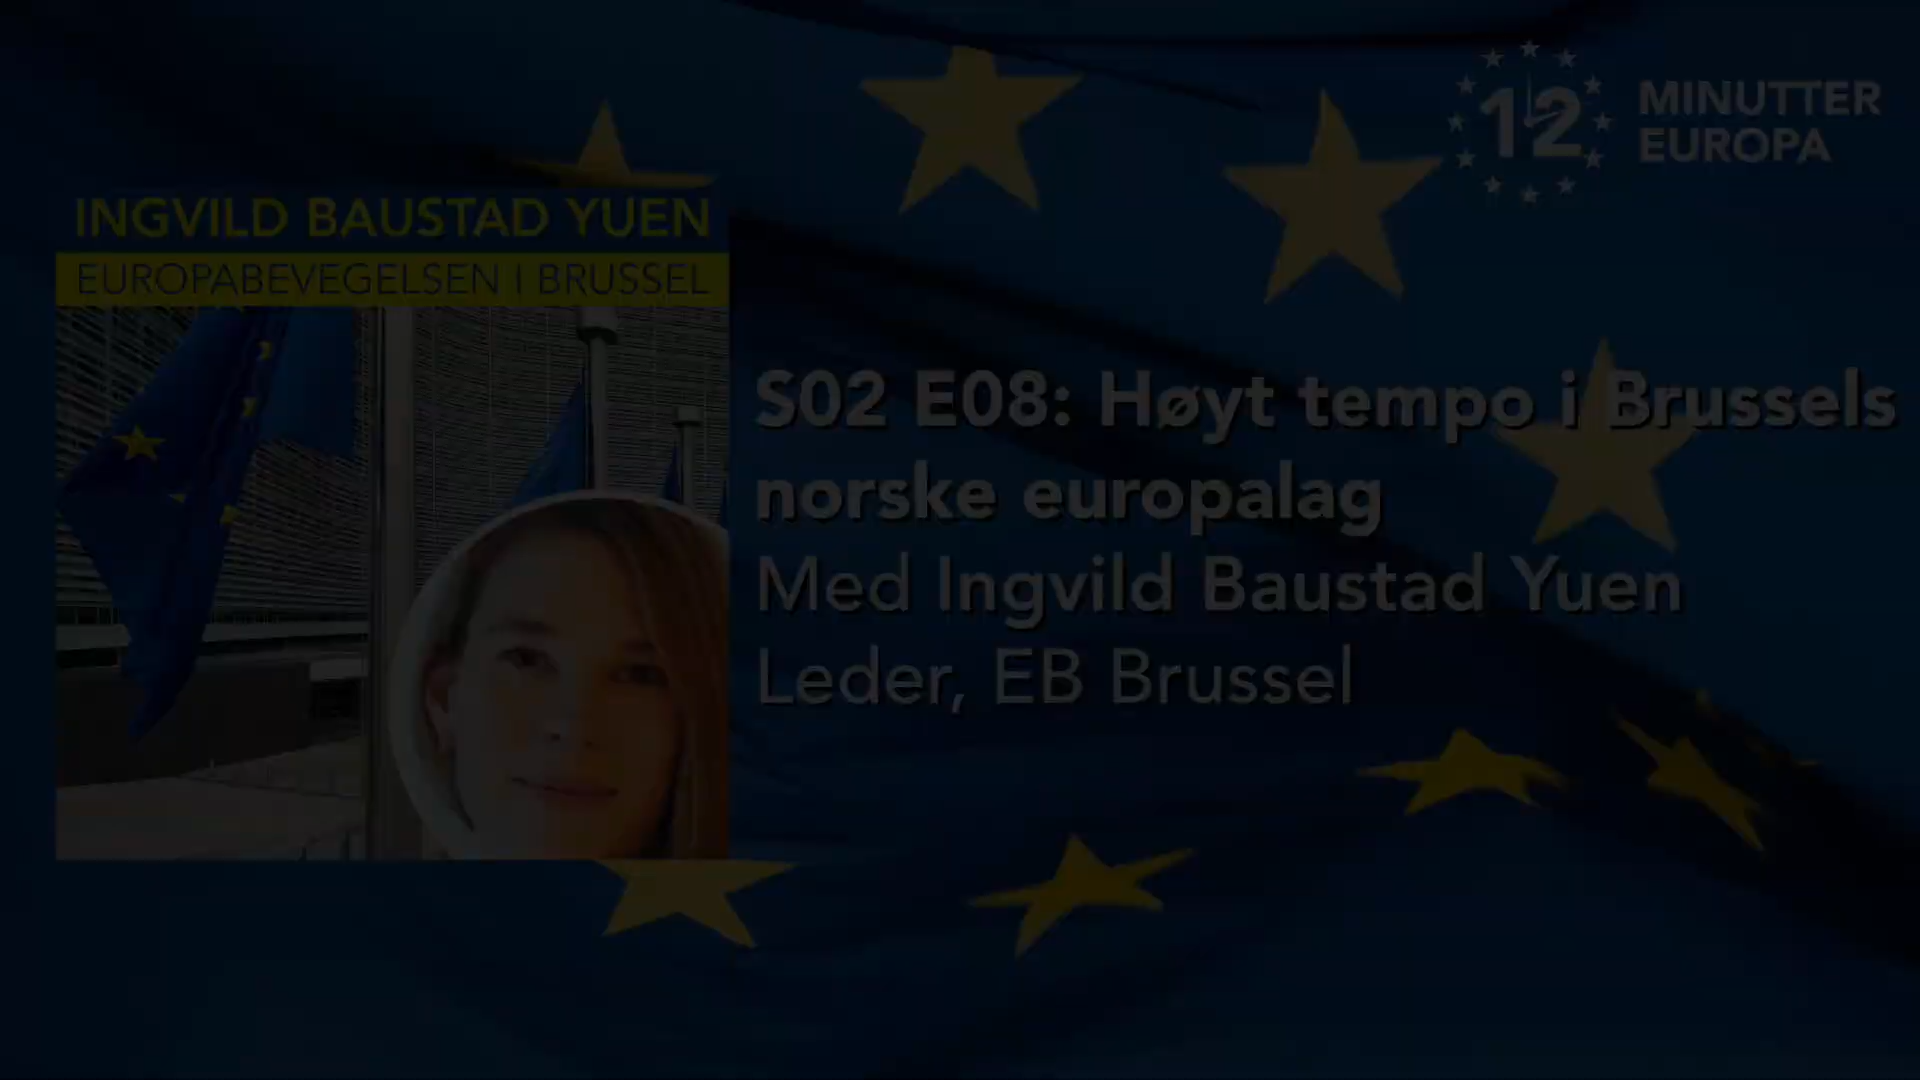 12 MINUTTER
EUROPA
INGVILD BAUSTAD YUEN
EUROPABEVEGELSEN I BRUSSEL
S02 E08: Høyt tempo i Brussels
norske europalag
Med Ingvild Baustad Yuen
Leder, EB Brussel